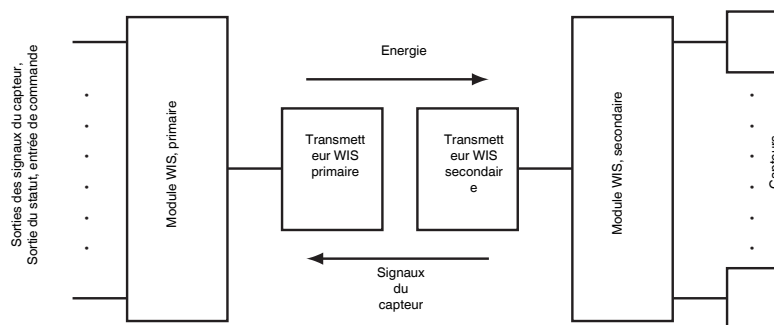 Sorties des signaux du capteur,
Sortie du statut, entrée de commande
Module WIS, primaire
Energie
Transmett
eur WIS
primaire
Transmett
eur WIS
secondair
e
Signaux
du
capteur
Module WIS, secondaire
Capteurs